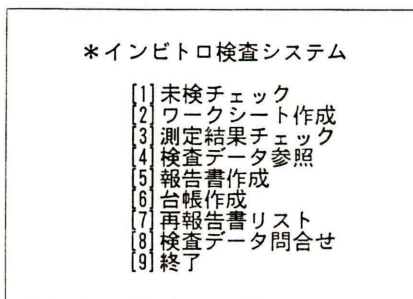 *インビトロ検査システム
[1]未検チェック
[2]ワークシート作成
[3]測定結果チェック
[4]検査データ参照
[5]報告書作成
[6]台帳作成
[7]再報告書リスト
[8]検査データ問合せ
[9]終了